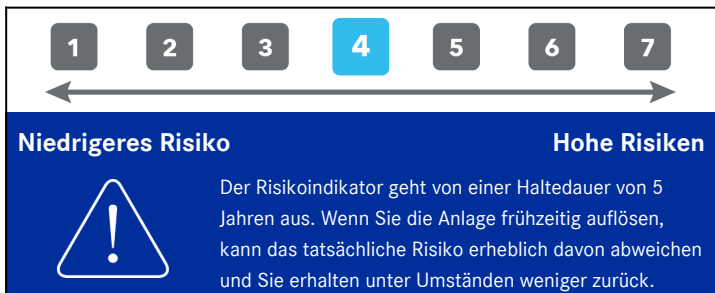 1 2 3 4 5 6 7
Niedrigeres Risiko Hohe Risiken
Der Risikoindikator geht von einer Haltedauer von 5
Jahren aus. Wenn Sie die Anlage frühzeitig auflösen,
kann das tatsächliche Risiko erheblich davon abweichen
und Sie erhalten unter Umständen weniger zurück.